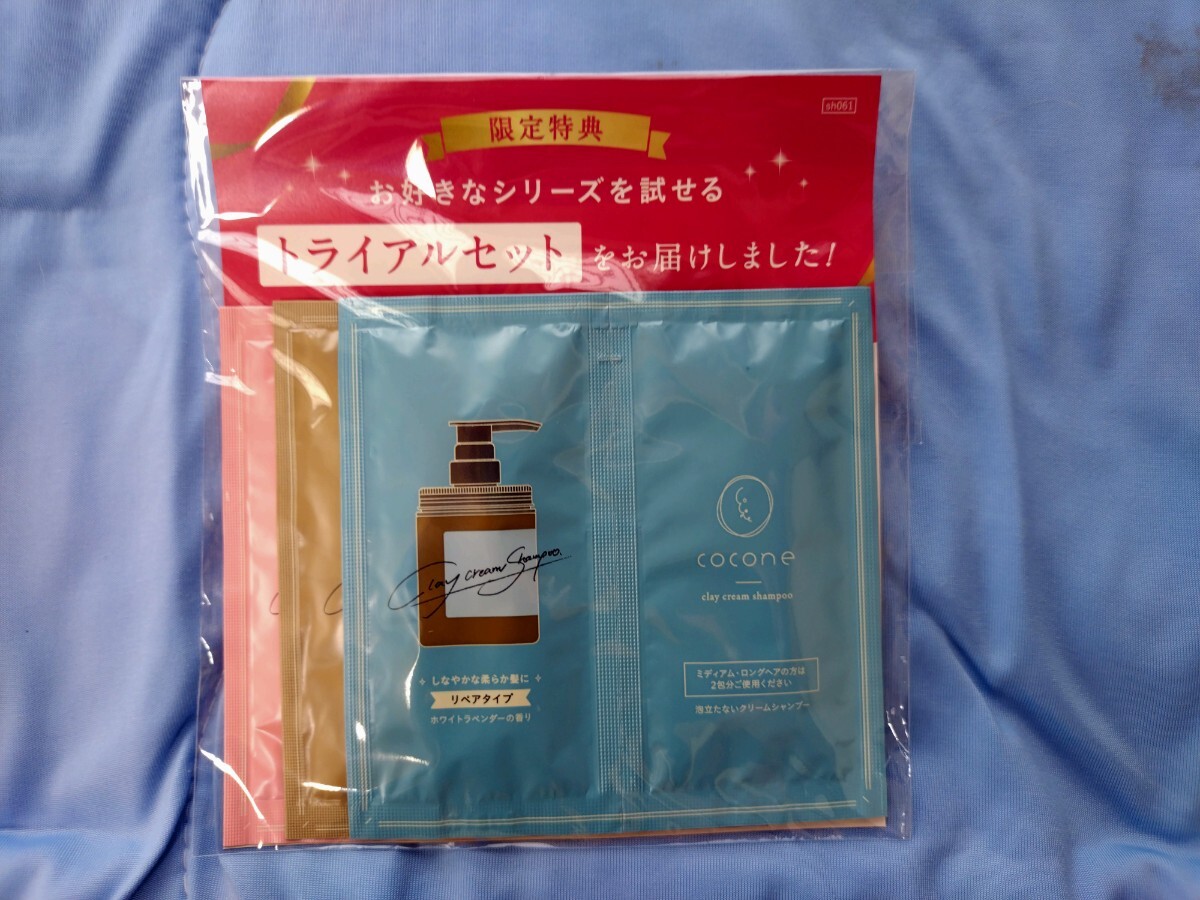 sh061
限定特典
お好きなシリーズを試せる
トライアルセットをお届けしました!
Clay cream Shampoo.
しなやかな柔らか髪に
リペアタイプ
ホワイトラベンダーの香り
cocone
clay cream shampoo
ミディアム・ロングヘアの方は
2包分ご使用ください
泡立たないクリームシャンプー